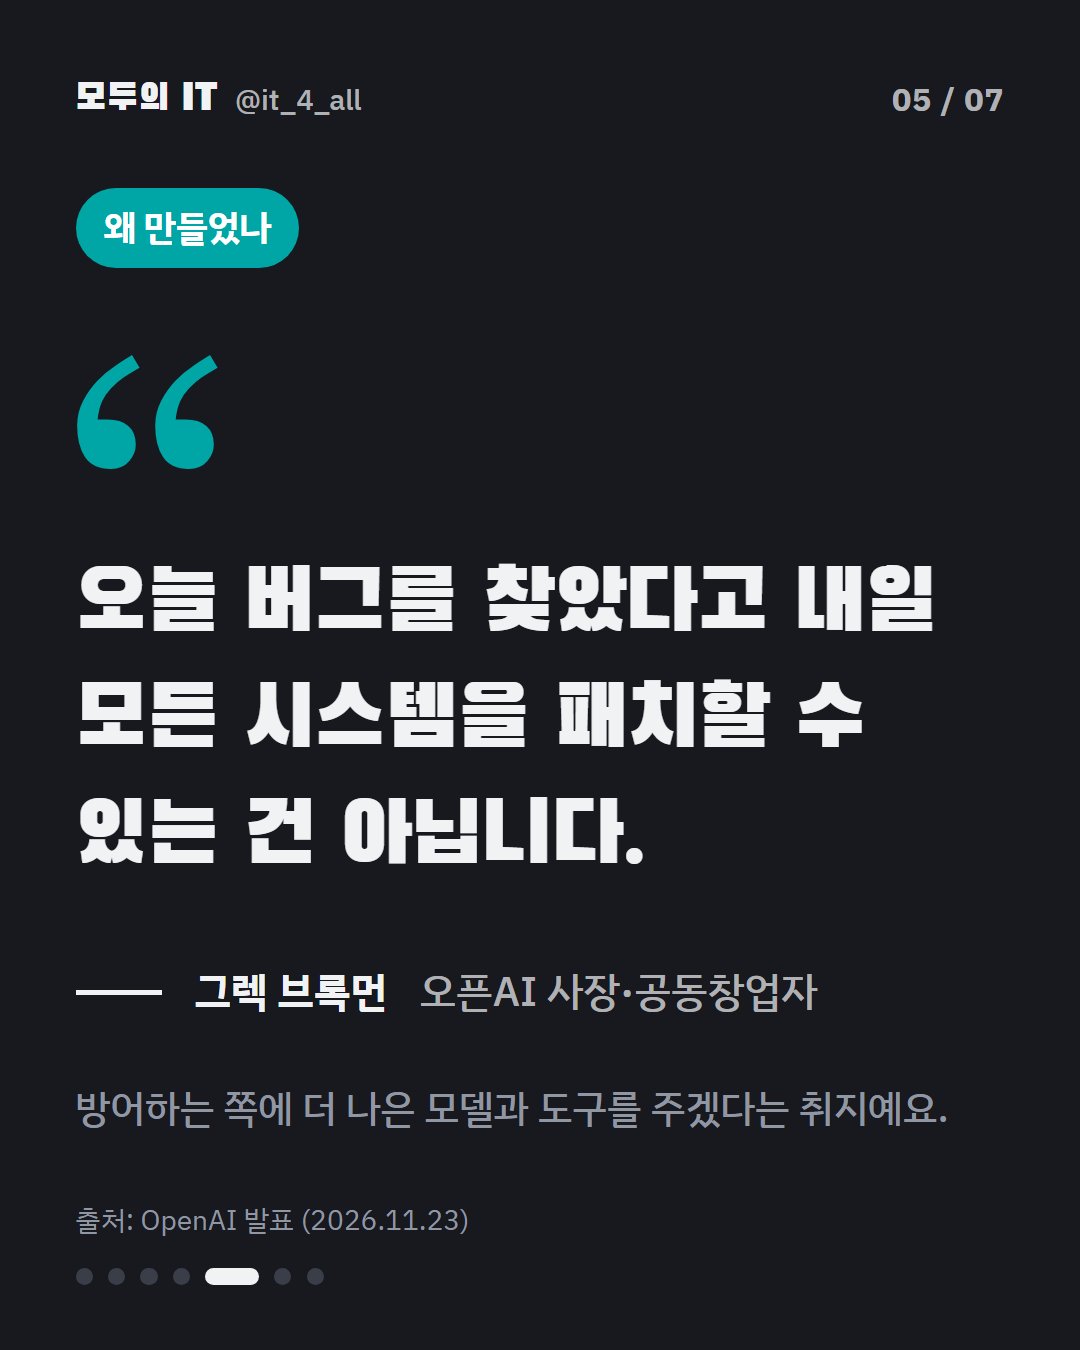 모두의 IT @it_4_all 05 / 07
왜 만들었나
“
오늘 버그를 찾았다고 내일
모든 시스템을 패치할 수
있는 건 아닙니다.
그렉 브록먼 오픈AI 사장·공동창업자
방어하는 쪽에 더 나은 모델과 도구를 주겠다는 취지예요.
출처: OpenAI 발표 (2026.11.23)